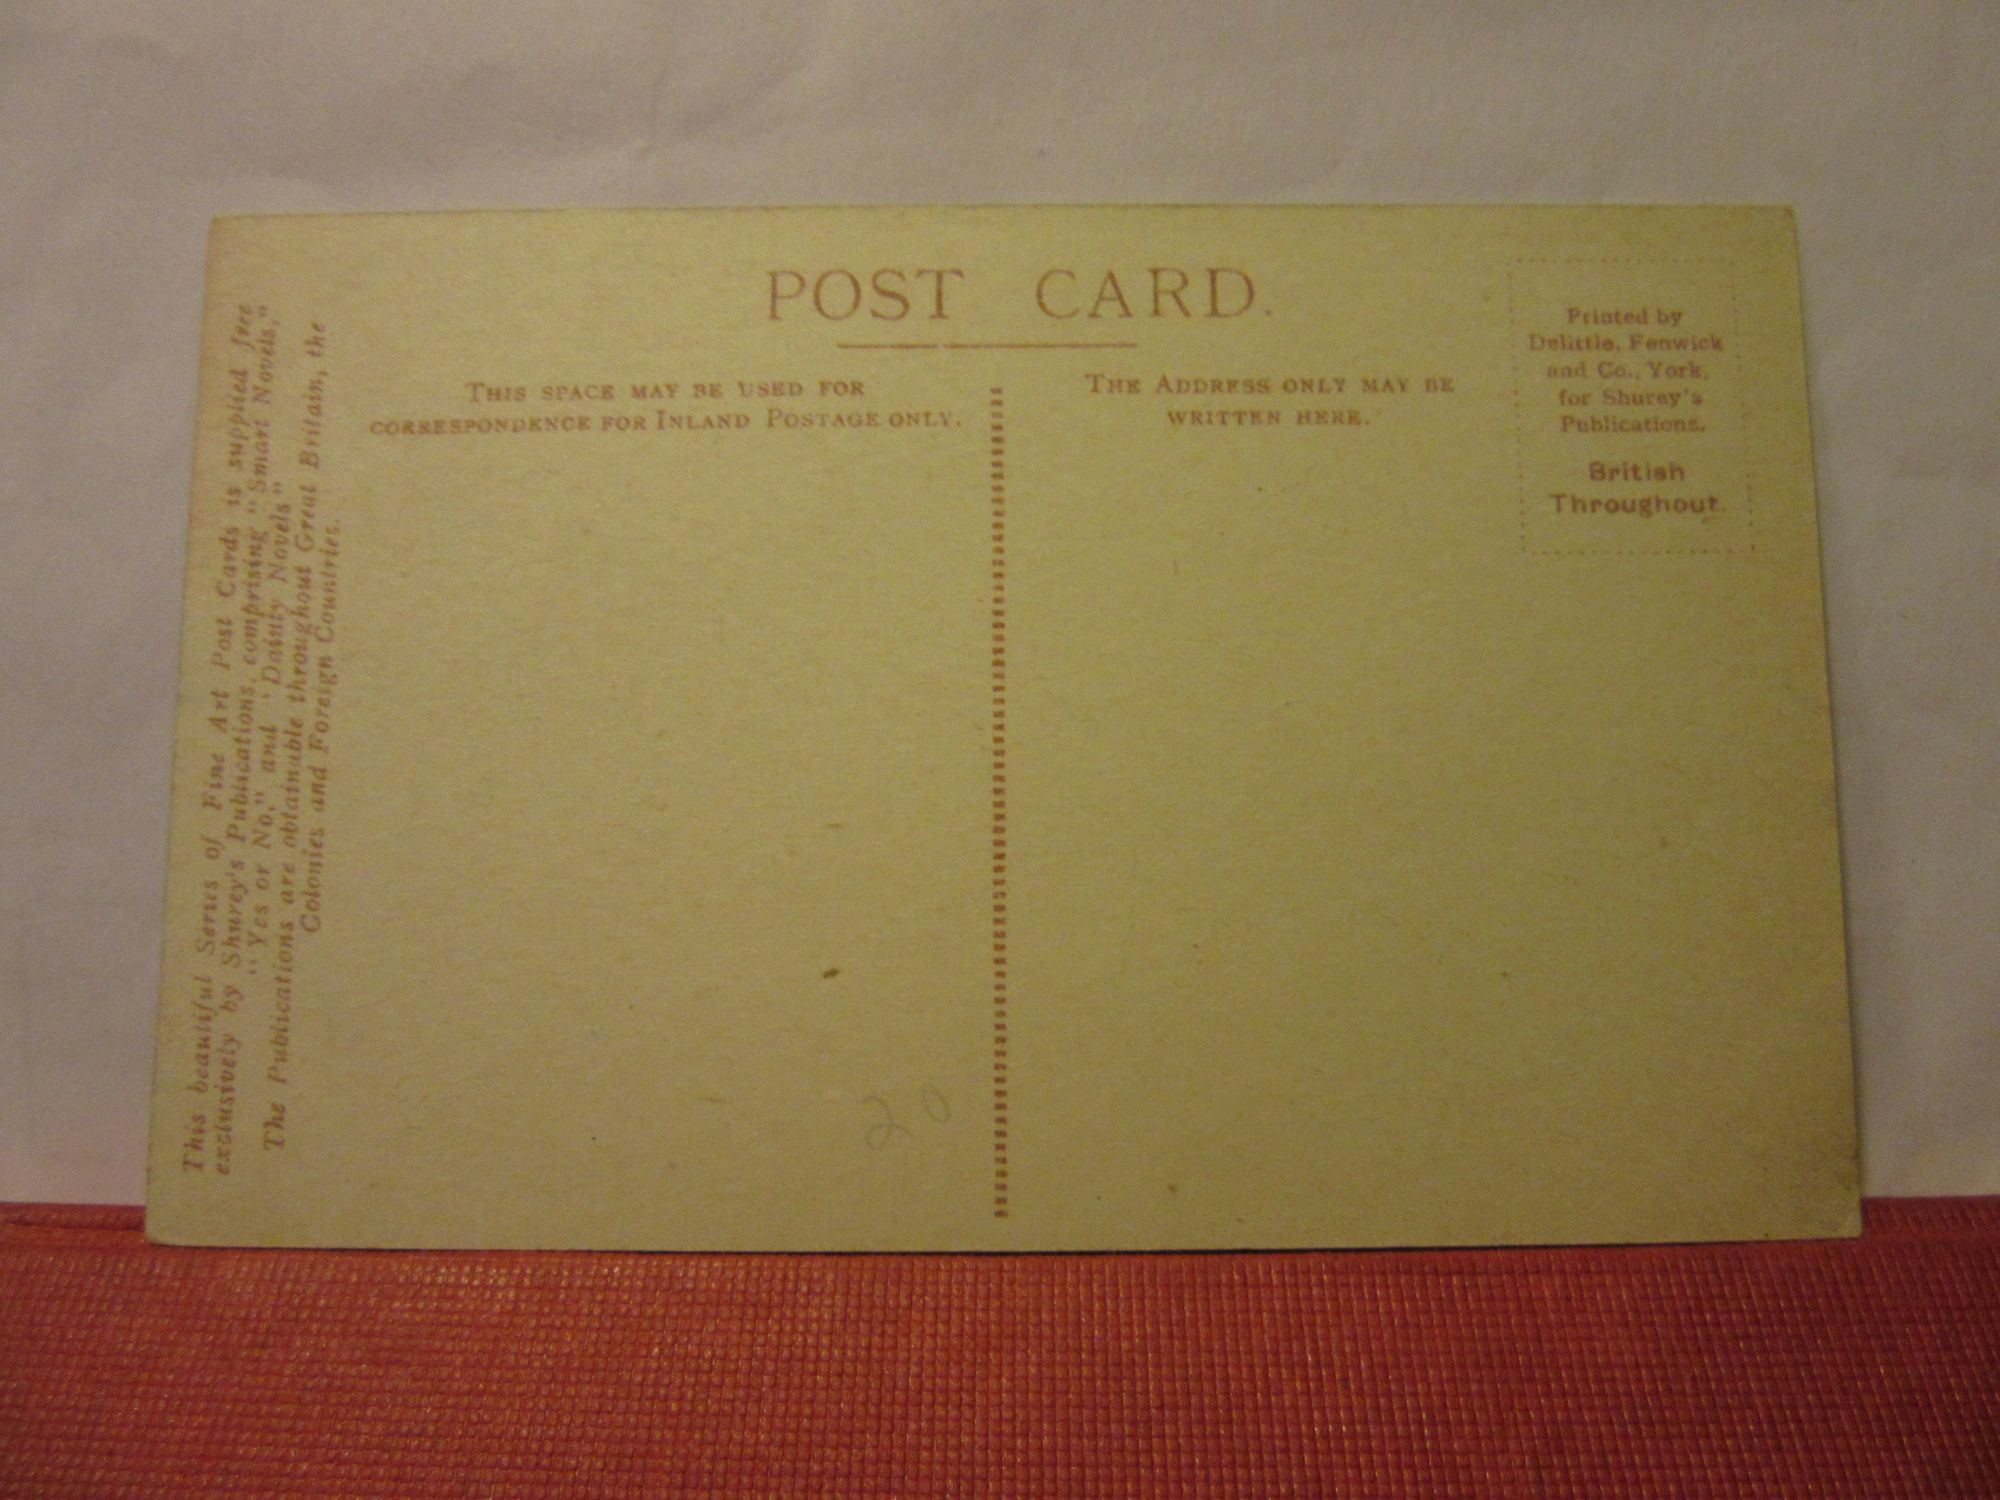 POST CARD.
THIS SPACE MAY BE USED FOR
CORRESPONDENCE FOR INLAND POSTAGE ONLY.
THE ADDRESS ONLY MAY BE
WRITTEN HERE.
Printed by
Delittle, Fenwick
and Co., York,
for Shurey's
Publications.
British
Throughout.
This beautiful Series of Fine Art Post Cards is supplied free
exclusively by Shurey's Publications, comprising "Smart Novels,"
"Yes or No," and "Dainty Novels"
The Publications are obtainable throughout Great Britain, the
Colonies and Foreign Countries.
20